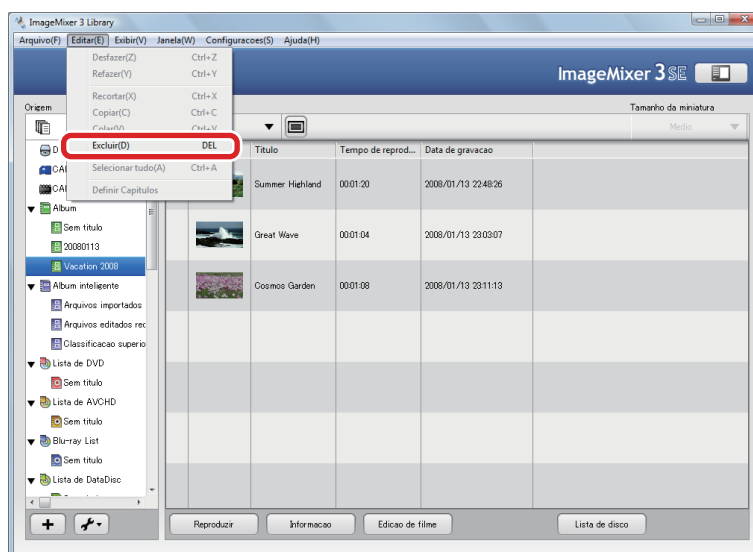 ImageMixer 3 Library
Arquivo(F) Editar(E) Exibir(V) Janela(W) Configuracoes(S) Ajuda(H)
Desfazer(Z) Ctrl+Z
Refazer(Y) Ctrl+Y
Recortar(X) Ctrl+X
Copiar(C) Ctrl+C
Colar(V) Ctrl+V
Excluir(D) DEL
Selecionar tudo(A) Ctrl+A
Definir Capitulos
ImageMixer 3 SE
Origem
Tamanho da miniatura
Medio
Titulo Tempo de reprod... Data de gravacao
Summer Highland 00:01:20 2008/01/13 22:48:26
Great Wave 00:01:04 2008/01/13 23:03:07
Cosmos Garden 00:01:08 2008/01/13 23:11:13
D
CA
CA
Album
Sem titulo
20080113
Vacation 2008
Album inteligente
Arquivos importados
Arquivos editados rec
Classificacao superio
Lista de DVD
Sem titulo
Lista de AVCHD
Sem titulo
Blu-ray List
Sem titulo
Lista de DataDisc
Reproduzir Informacao Edicao de filme Lista de disco